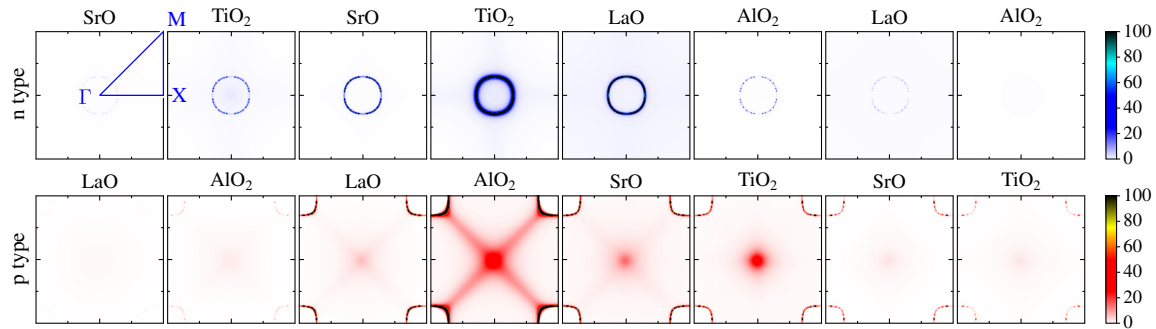 SrO TiO₂ SrO TiO₂ LaO AlO₂ LaO AlO₂
n type
M
Γ
X
100
80
60
40
20
0
LaO AlO₂ LaO AlO₂ SrO TiO₂ SrO TiO₂
p type
100
80
60
40
20
0